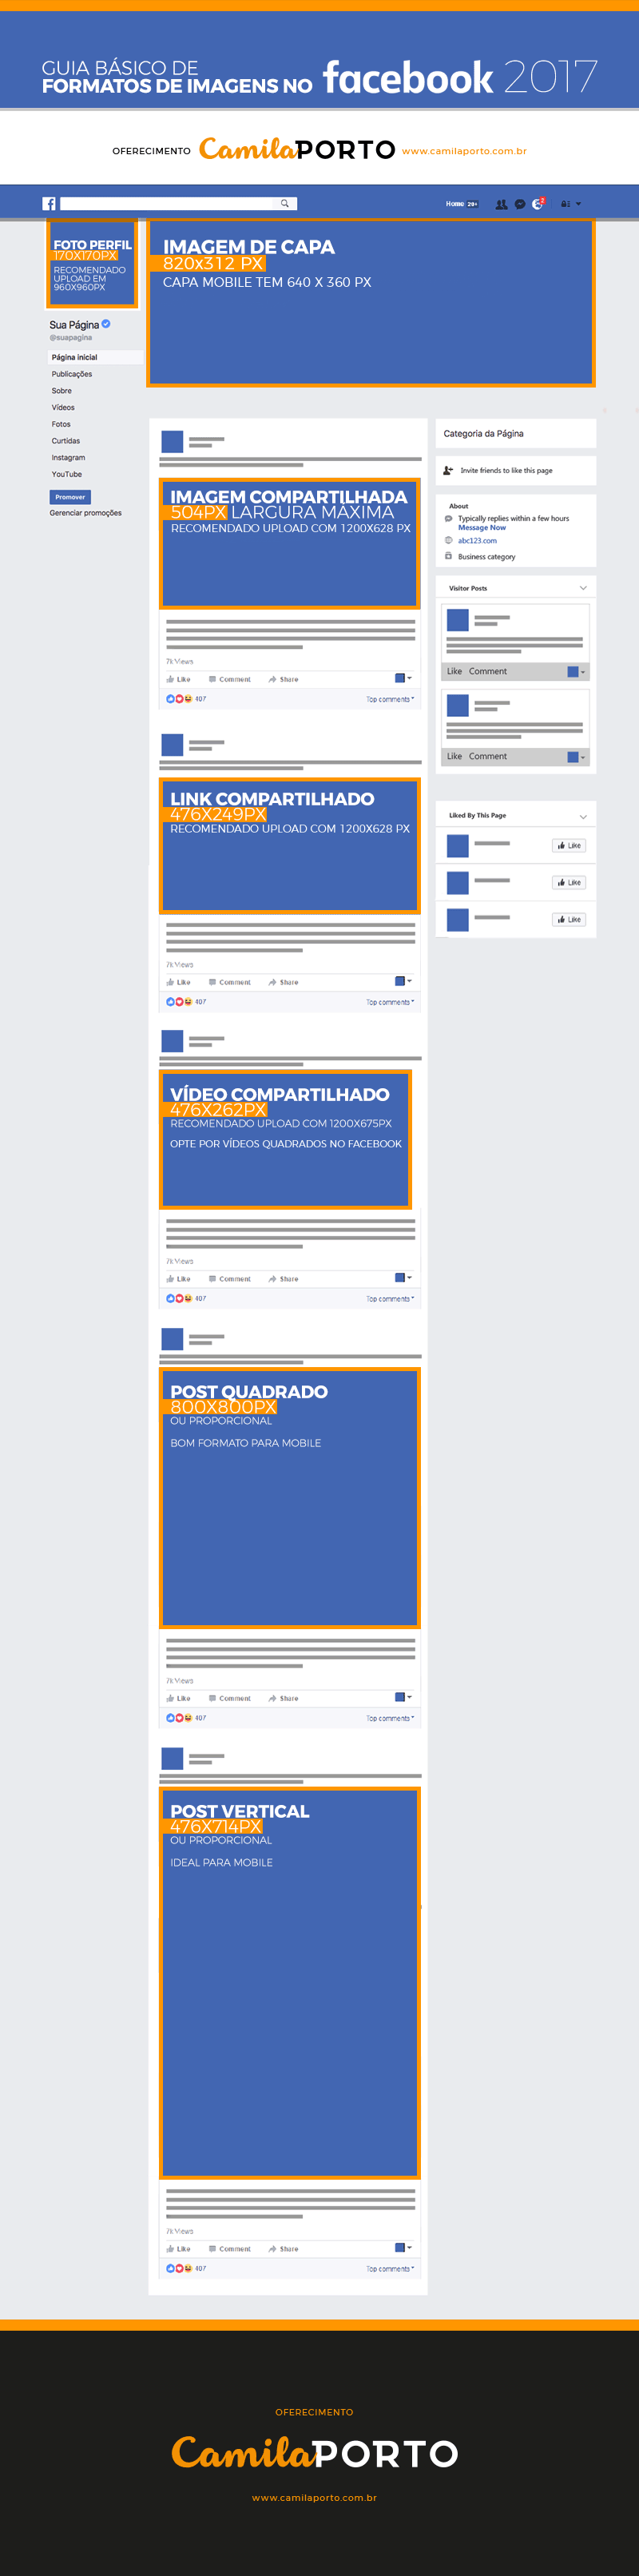 GUIA BÁSICO DE
FORMATOS DE IMAGENS NO facebook 2017
OFERECIMENTO CamilaPORTO www.camilaporto.com.br
Home 20+
2
FOTO PERFIL
170X170PX
RECOMENDADO
UPLOAD EM
960X960PX
IMAGEM DE CAPA
820x312 PX
CAPA MOBILE TEM 640 X 360 PX
Sua Página
@suapagina
Página inicial
Publicações
Sobre
Vídeos
Fotos
Curtidas
Instagram
YouTube
Promover
Gerenciar promoções
IMAGEM COMPARTILHADA
504PX LARGURA MÁXIMA
RECOMENDADO UPLOAD COM 1200X628 PX
7k Views
Like Comment Share
407 Top comments
LINK COMPARTILHADO
476X249PX
RECOMENDADO UPLOAD COM 1200X628 PX
7k Views
Like Comment Share
407 Top comments
VÍDEO COMPARTILHADO
476X262PX
RECOMENDADO UPLOAD COM 1200X675PX
OPTE POR VÍDEOS QUADRADOS NO FACEBOOK
7k Views
Like Comment Share
407 Top comments
POST QUADRADO
800X800PX
OU PROPORCIONAL
BOM FORMATO PARA MOBILE
7k Views
Like Comment Share
407 Top comments
POST VERTICAL
476X714PX
OU PROPORCIONAL
IDEAL PARA MOBILE
7k Views
Like Comment Share
407 Top comments
Categoria da Página
Invite friends to like this page
About
Typically replies within a few hours
Message Now
abc123.com
Business category
Visitor Posts
Like Comment
Like Comment
Liked By This Page
Like
Like
Like
OFERECIMENTO
CamilaPORTO
www.camilaporto.com.br